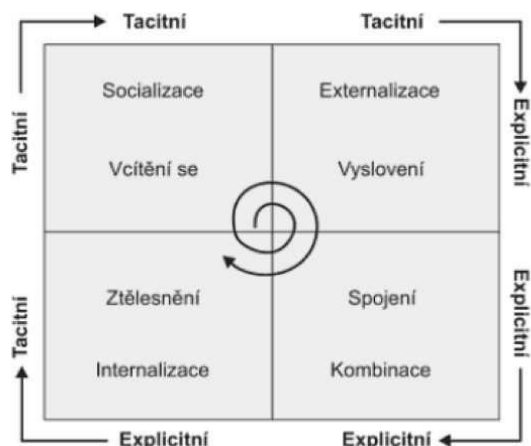 Tacitní
Tacitní
Tacitní
Explicitní
Socializace
Externalizace
Vcítění se
Vyslovení
Ztělesnění
Spojení
Internalizace
Kombinace
Tacitní
Explicitní
Explicitní
Explicitní